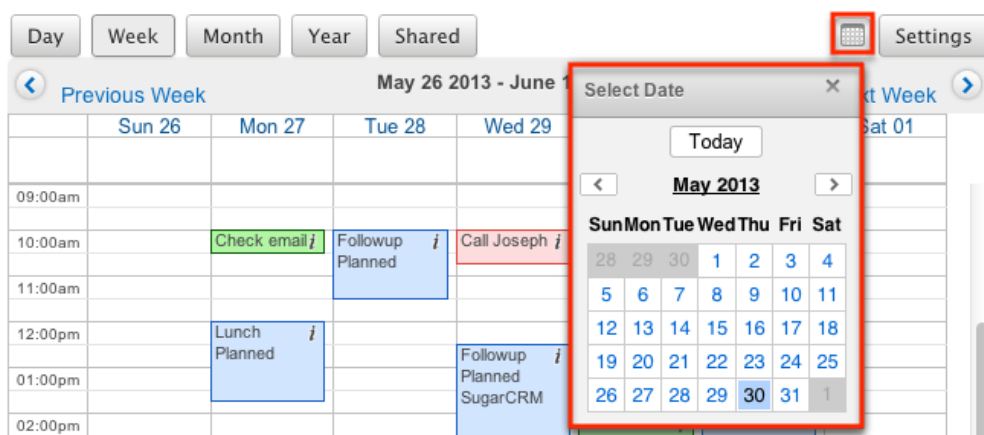 Day Week Month Year Shared Settings
Previous Week May 26 2013 - June 1 Week
Sun 26 Mon 27 Tue 28 Wed 29 Sat 01
Select Date
Today
May 2013
Sun Mon Tue Wed Thu Fri Sat
28 29 30 1 2 3 4
5 6 7 8 9 10 11
12 13 14 15 16 17 18
19 20 21 22 23 24 25
26 27 28 29 30 31 1
09:00am
10:00am
Check email i
Followup i
Planned
Call Joseph i
11:00am
12:00pm
Lunch i
Planned
Followup i
Planned
SugarCRM
01:00pm
02:00pm